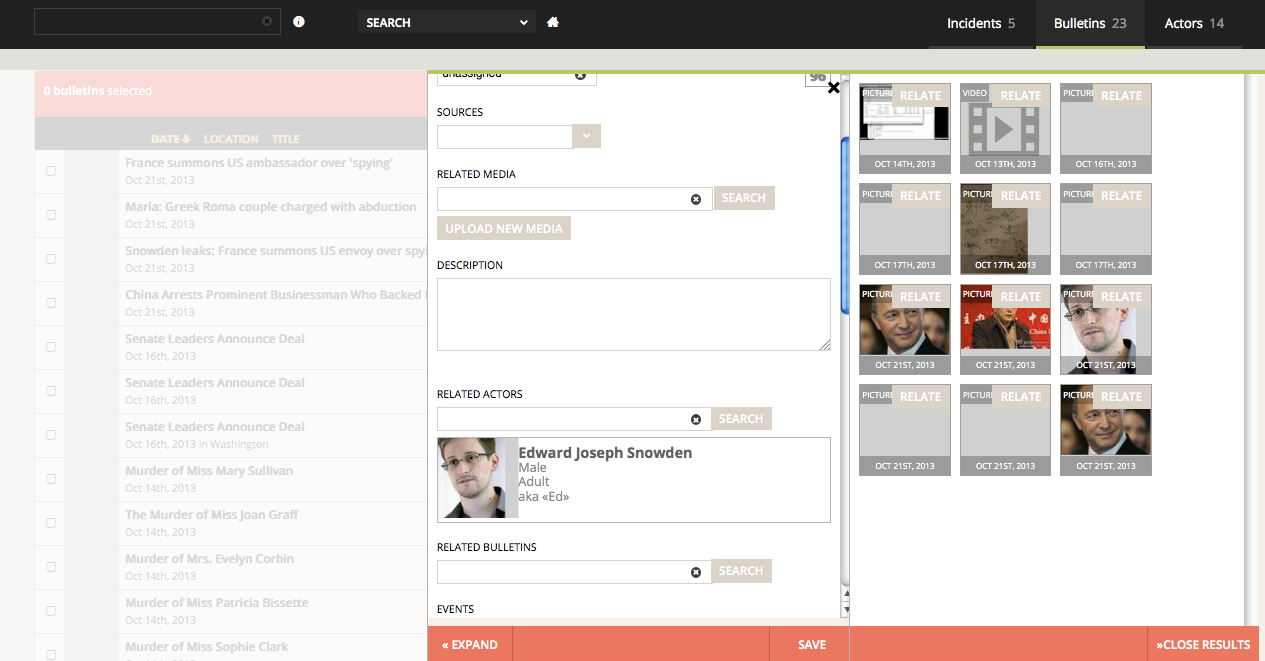 SEARCH
Incidents 5
Bulletins 23
Actors 14
0 bulletins selected
DATE LOCATION TITLE
France summons US ambassador over 'spying'
Oct 21st, 2013
Maria: Greek Roma couple charged with abduction
Oct 21st, 2013
Snowden leaks: France summons US envoy over spyi
Oct 21st, 2013
China Arrests Prominent Businessman Who Backed
Oct 21st, 2013
Senate Leaders Announce Deal
Oct 16th, 2013
Senate Leaders Announce Deal
Oct 16th, 2013
Senate Leaders Announce Deal
Oct 16th, 2013 in Washington
Murder of Miss Mary Sullivan
Oct 14th, 2013
The Murder of Miss Joan Graff
Oct 14th, 2013
Murder of Mrs. Evelyn Corbin
Oct 14th, 2013
Murder of Miss Patricia Bissette
Oct 14th, 2013
Murder of Miss Sophie Clark
Oct 14th, 2013
unassigned
SOURCES
RELATED MEDIA
SEARCH
UPLOAD NEW MEDIA
DESCRIPTION
RELATED ACTORS
SEARCH
Edward Joseph Snowden
Male
Adult
aka «Ed»
RELATED BULLETINS
SEARCH
EVENTS
« EXPAND
SAVE
PICTURE RELATE
VIDEO RELATE
PICTURE RELATE
OCT 14TH, 2013
OCT 13TH, 2013
OCT 16TH, 2013
PICTURE RELATE
PICTURE RELATE
PICTURE RELATE
OCT 17TH, 2013
OCT 17TH, 2013
OCT 17TH, 2013
PICTURE RELATE
PICTURE RELATE
PICTURE RELATE
OCT 21ST, 2013
OCT 21ST, 2013
OCT 21ST, 2013
PICTURE RELATE
PICTURE RELATE
PICTURE RELATE
OCT 21ST, 2013
OCT 21ST, 2013
OCT 21ST, 2013
»CLOSE RESULTS